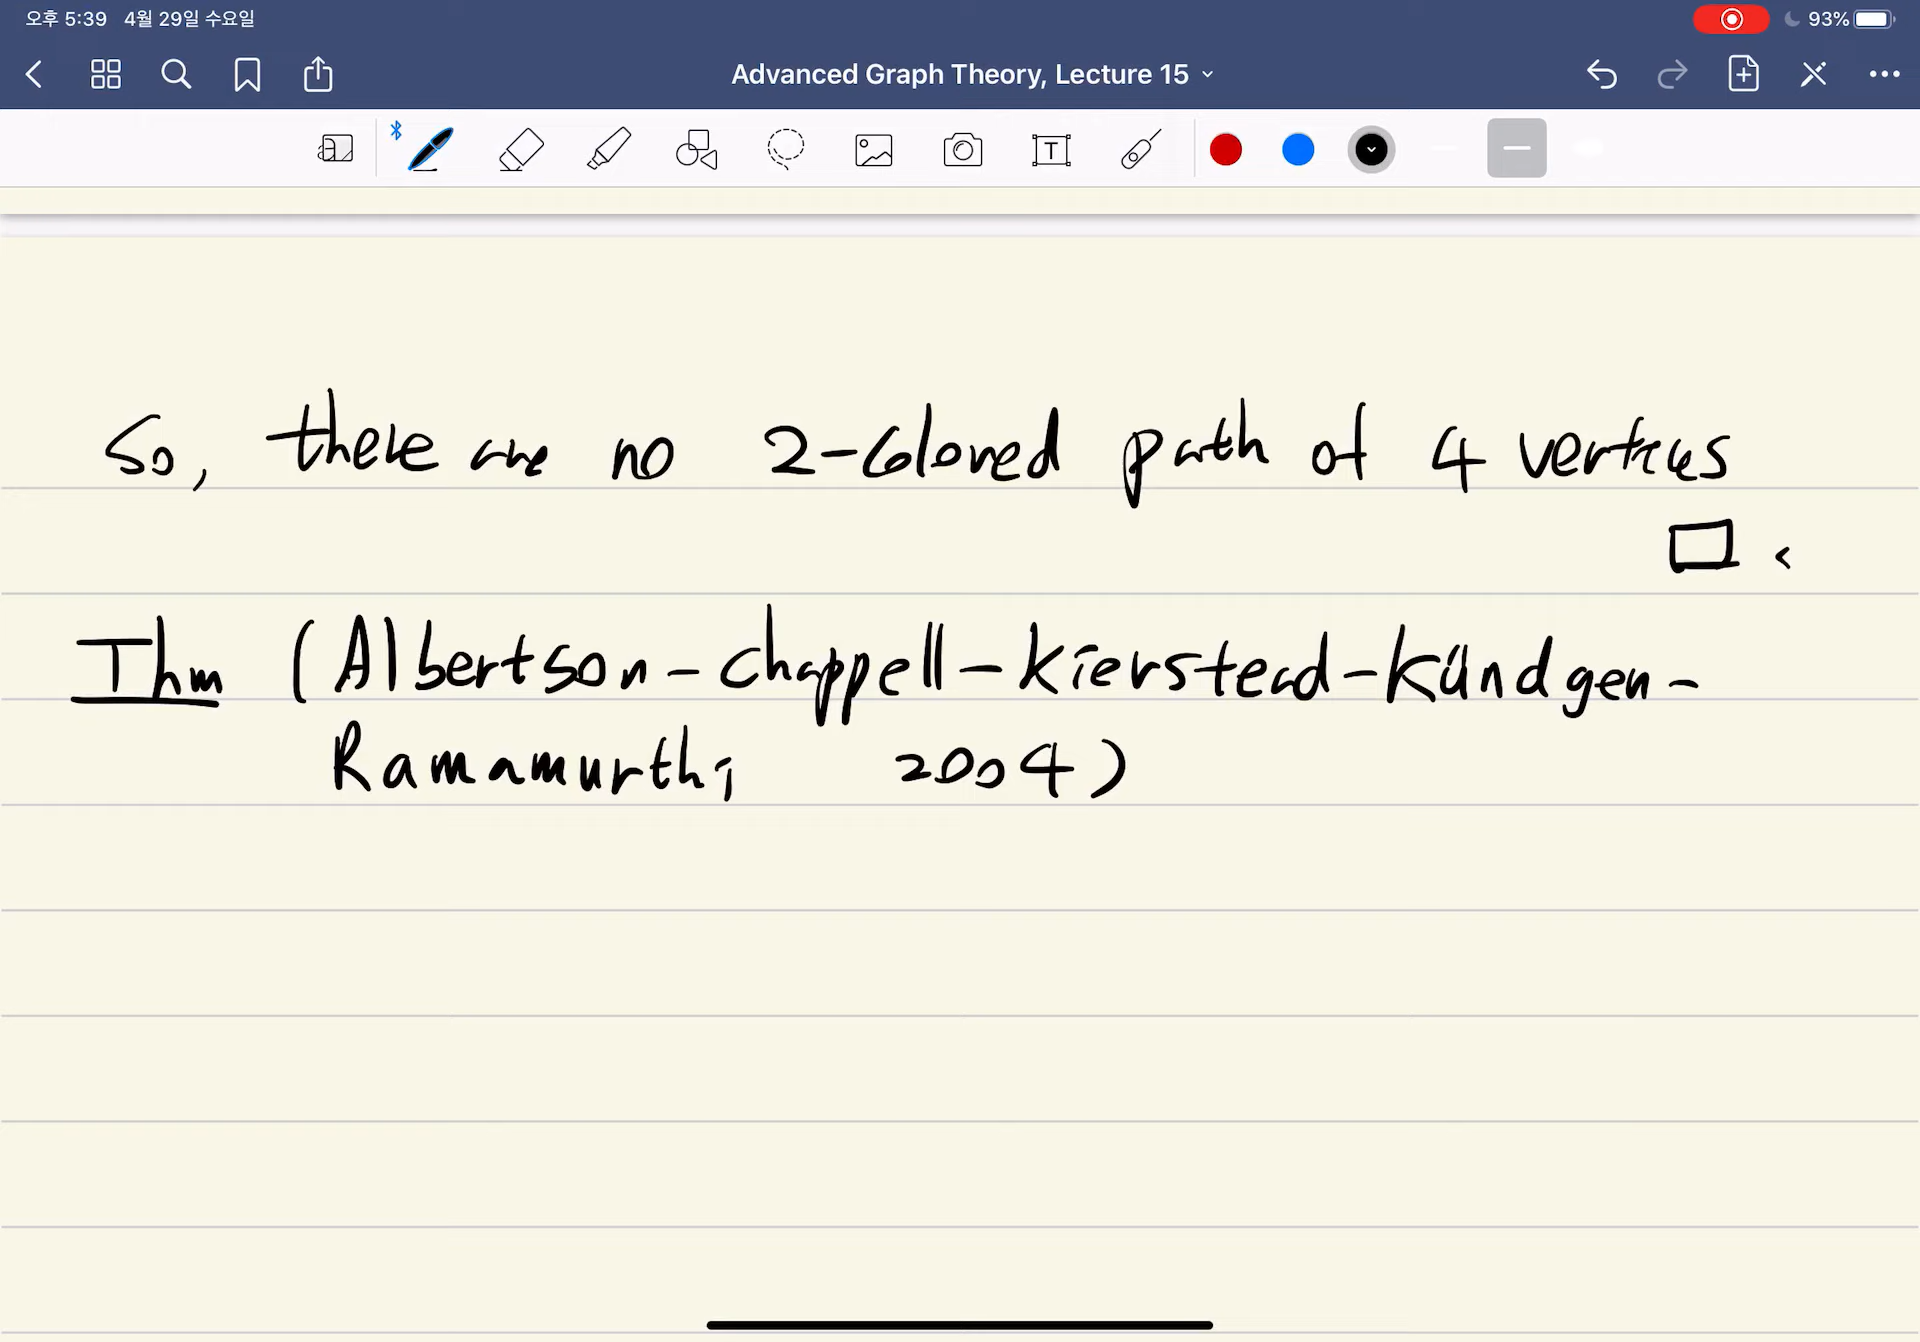 오후 5:39 4월 29일 수요일
93%
Advanced Graph Theory, Lecture 15
So, there are no 2-colored path of 4 vertices
Thm (Albertson-Chappell-Kierstead-Kündgen-
Ramamurthi 2004)